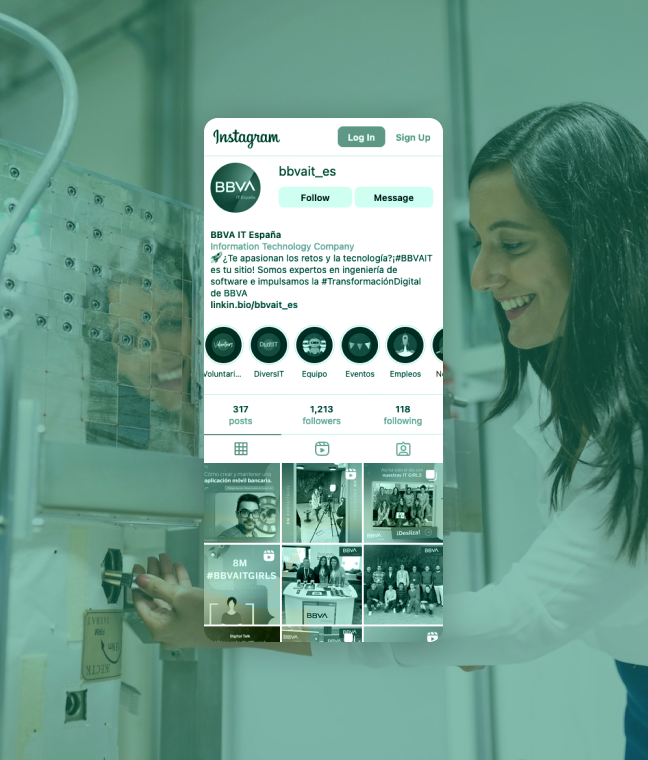 Instagram
Log In
Sign Up
BBVA
IT España
bbvait_es
Follow
Message
BBVA IT España
Information Technology Company
🚀¿Te apasionan los retos y la tecnología?¡#BBVAIT
es tu sitio! Somos expertos en ingeniería de
software e impulsamos la #TransformaciónDigital
de BBVA
linkin.bio/bbvait_es
Voluntari...
DiversIT
Equipo
Eventos
Empleos
317
posts
1,213
followers
118
following
Cómo crear y mantener una
aplicación móvil bancaria.
nuestras IT GIRLS
¡Desliza!
BBVA
8M
#BBVAITGIRLS
BBVA
BBVA
BBVA
Digital Talk
BBVA
BBVA